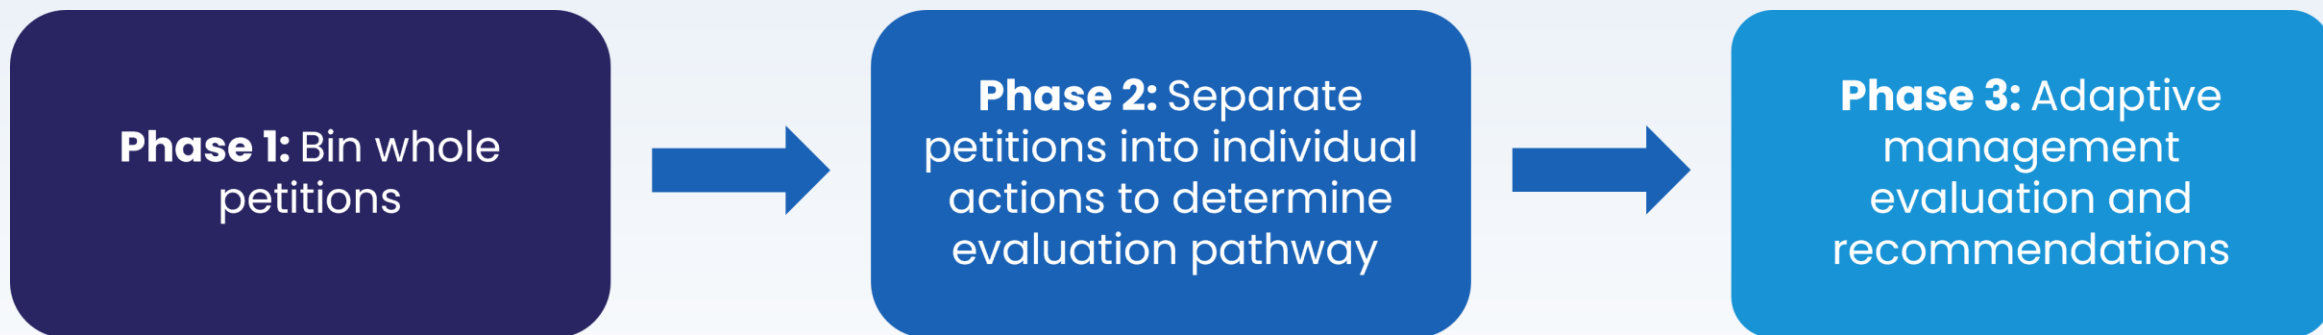 Phase 1: Bin whole
petitions
Phase 2: Separate
petitions into individual
actions to determine
evaluation pathway
Phase 3: Adaptive
management
evaluation and
recommendations